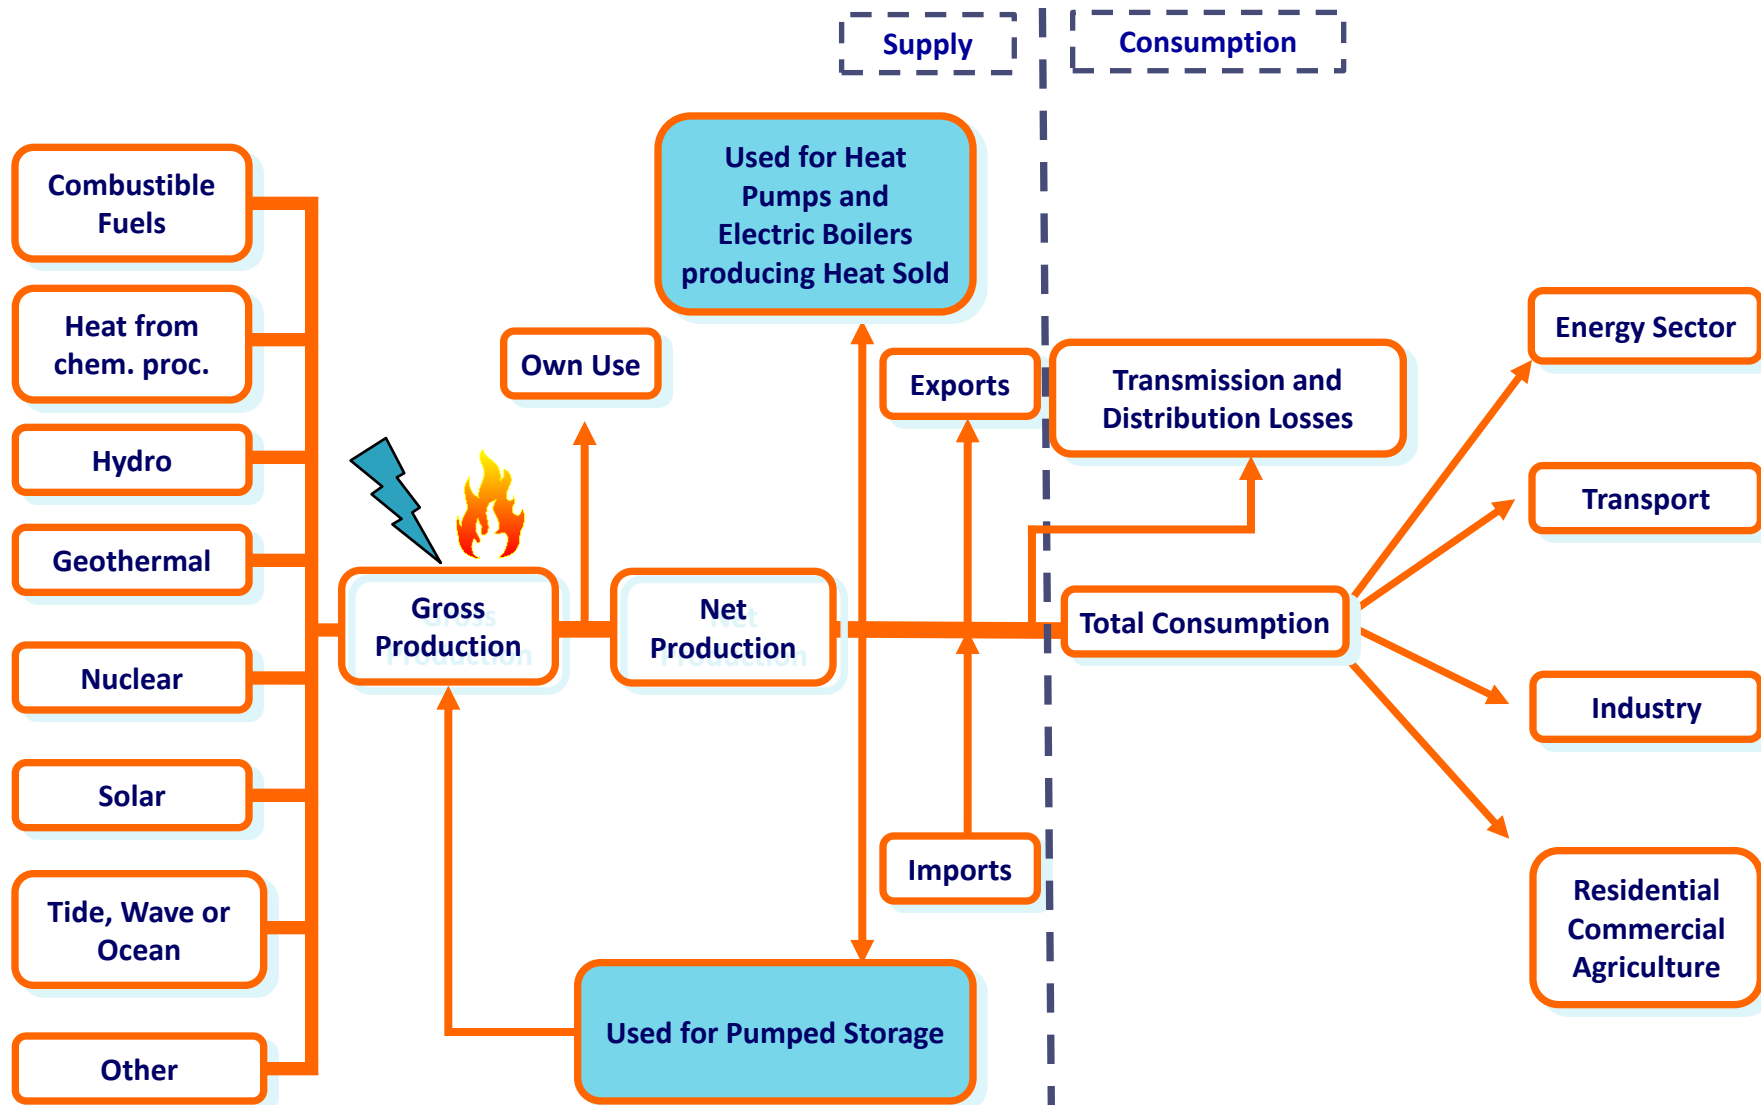 Supply
Consumption
Combustible
Fuels
Heat from
chem. proc.
Hydro
Geothermal
Nuclear
Solar
Tide, Wave or
Ocean
Other
Gross
Production
Own Use
Net
Production
Used for Heat
Pumps and
Electric Boilers
producing Heat Sold
Used for Pumped Storage
Exports
Imports
Transmission and
Distribution Losses
Total Consumption
Energy Sector
Transport
Industry
Residential
Commercial
Agriculture